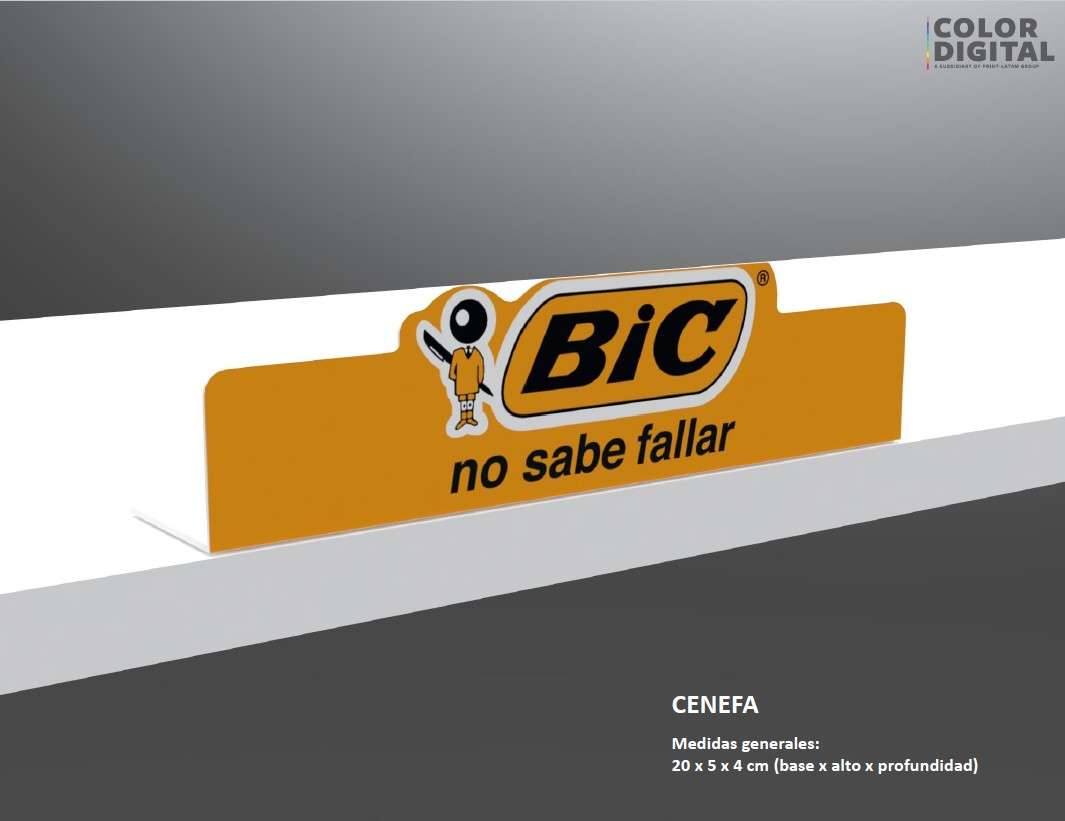 COLOR
DIGITAL
A SUBSIDIARY OF PRINT-LATAM GROUP
BiC®
no sabe fallar
CENEFA
Medidas generales:
20 x 5 x 4 cm (base x alto x profundidad)